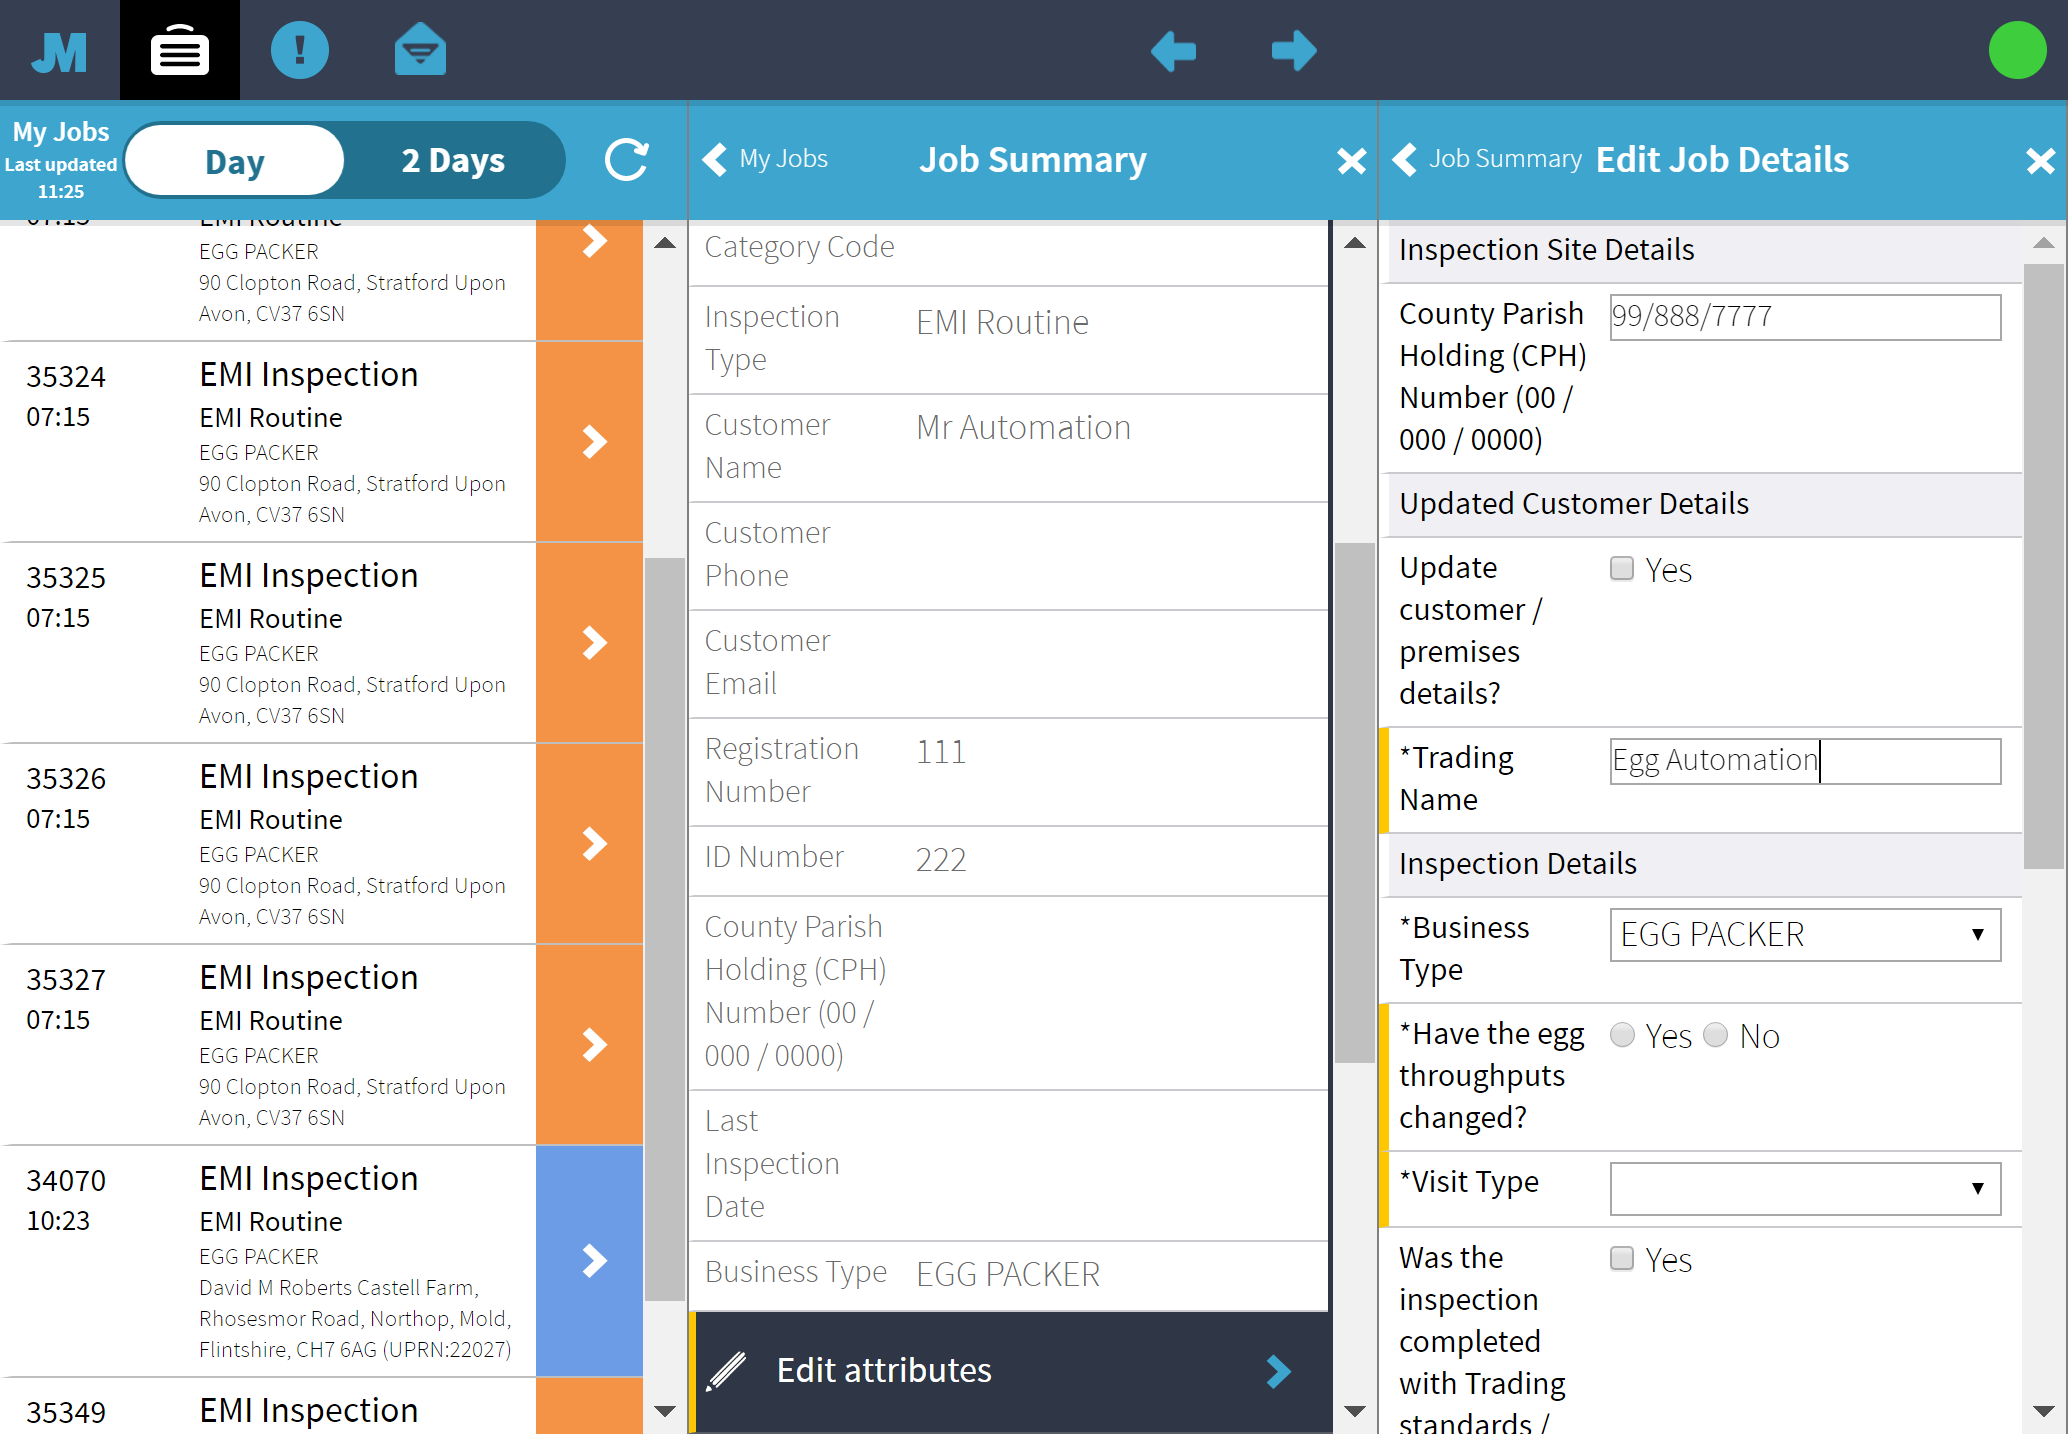 JM
My Jobs
Last updated
11:25
Day
2 Days
My Jobs
Job Summary
Job Summary
Edit Job Details
07:15
EMI Routine
EGG PACKER
90 Clopton Road, Stratford Upon
Avon, CV37 6SN
35324
07:15
EMI Inspection
EMI Routine
EGG PACKER
90 Clopton Road, Stratford Upon
Avon, CV37 6SN
35325
07:15
EMI Inspection
EMI Routine
EGG PACKER
90 Clopton Road, Stratford Upon
Avon, CV37 6SN
35326
07:15
EMI Inspection
EMI Routine
EGG PACKER
90 Clopton Road, Stratford Upon
Avon, CV37 6SN
35327
07:15
EMI Inspection
EMI Routine
EGG PACKER
90 Clopton Road, Stratford Upon
Avon, CV37 6SN
34070
10:23
EMI Inspection
EMI Routine
EGG PACKER
David M Roberts Castell Farm,
Rhosesmor Road, Northop, Mold,
Flintshire, CH7 6AG (UPRN:22027)
35349
EMI Inspection
Category Code
Inspection
Type
EMI Routine
Customer
Name
Mr Automation
Customer
Phone
Customer
Email
Registration
Number
111
ID Number
222
County Parish
Holding (CPH)
Number (00 /
000 / 0000)
Last
Inspection
Date
Business Type
EGG PACKER
Edit attributes
Inspection Site Details
County Parish
Holding (CPH)
Number (00 /
000 / 0000)
99/888/7777
Updated Customer Details
Update
customer /
premises
details?
Yes
*Trading
Name
Egg Automation
Inspection Details
*Business
Type
EGG PACKER
*Have the egg
throughputs
changed?
Yes
No
*Visit Type
Was the
inspection
completed
with Trading
standards /
Yes